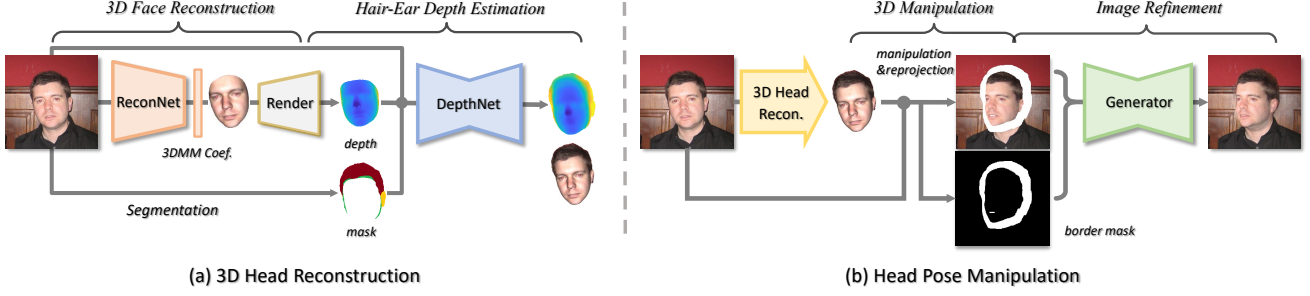 3D Face Reconstruction
Hair-Ear Depth Estimation
ReconNet
Render
DepthNet
3DMM Coef.
depth
Segmentation
mask
(a) 3D Head Reconstruction
3D Manipulation
Image Refinement
manipulation
&reprojection
3D Head
Recon.
Generator
border mask
(b) Head Pose Manipulation